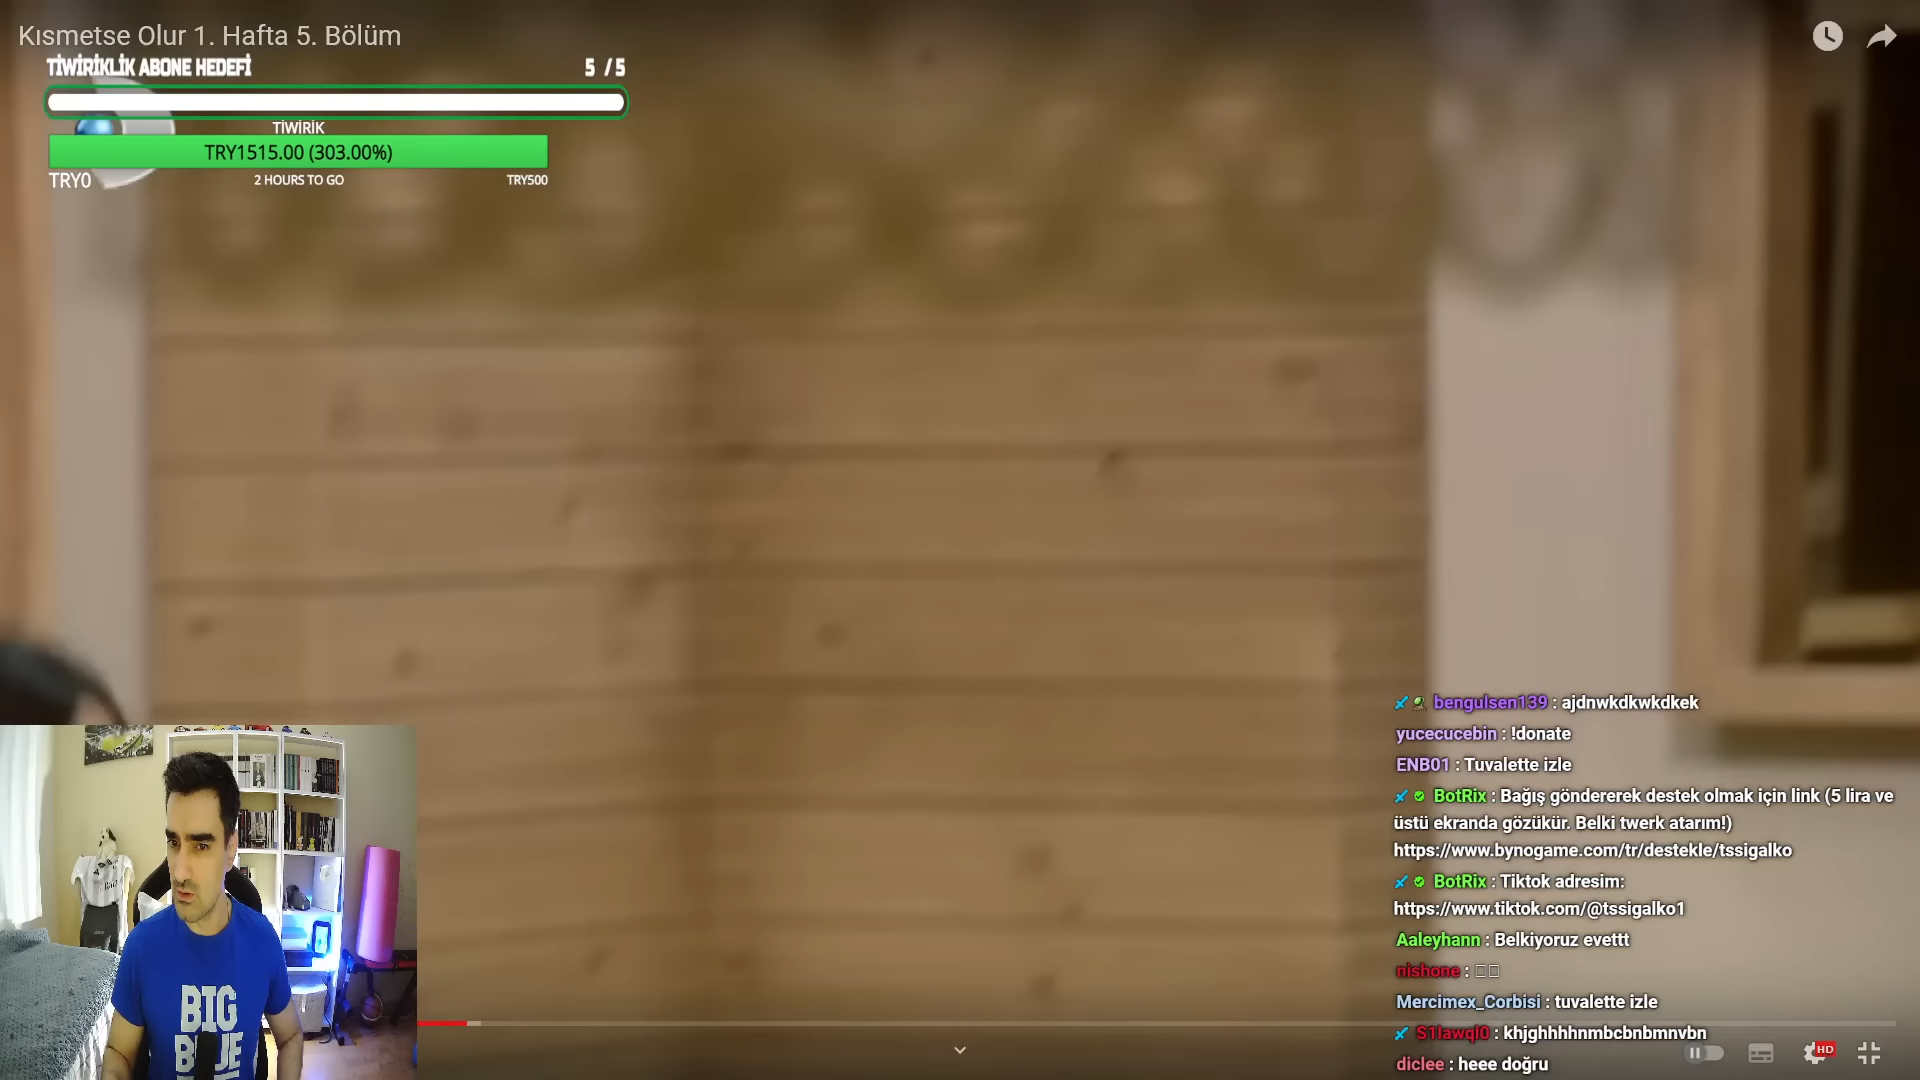 Kısmetse Olur 1. Hafta 5. Bölüm
TİWİRİKLİK ABONE HEDEFİ 5 / 5
TİWİRİK
TRY1515.00 (303.00%)
TRY0 2 HOURS TO GO TRY500
bengulsen139 : ajdnwkdkwkdkek
yucecucebin : !donate
ENB01 : Tuvalette izle
BotRix : Bağış göndererek destek olmak için link (5 lira ve
üstü ekranda gözükür. Belki twerk atarım!)
https://www.bynogame.com/tr/destekle/tssigalko
BotRix : Tiktok adresim:
https://www.tiktok.com/@tssigalko1
Aaleyhann : Belkiyoruz evettt
nishone :
Mercimex_Corbisi : tuvalette izle
S1lawql0 : khjghhhhnmbcbnbmnvbn
diclee : heee doğru
HD
BIG
BLUE